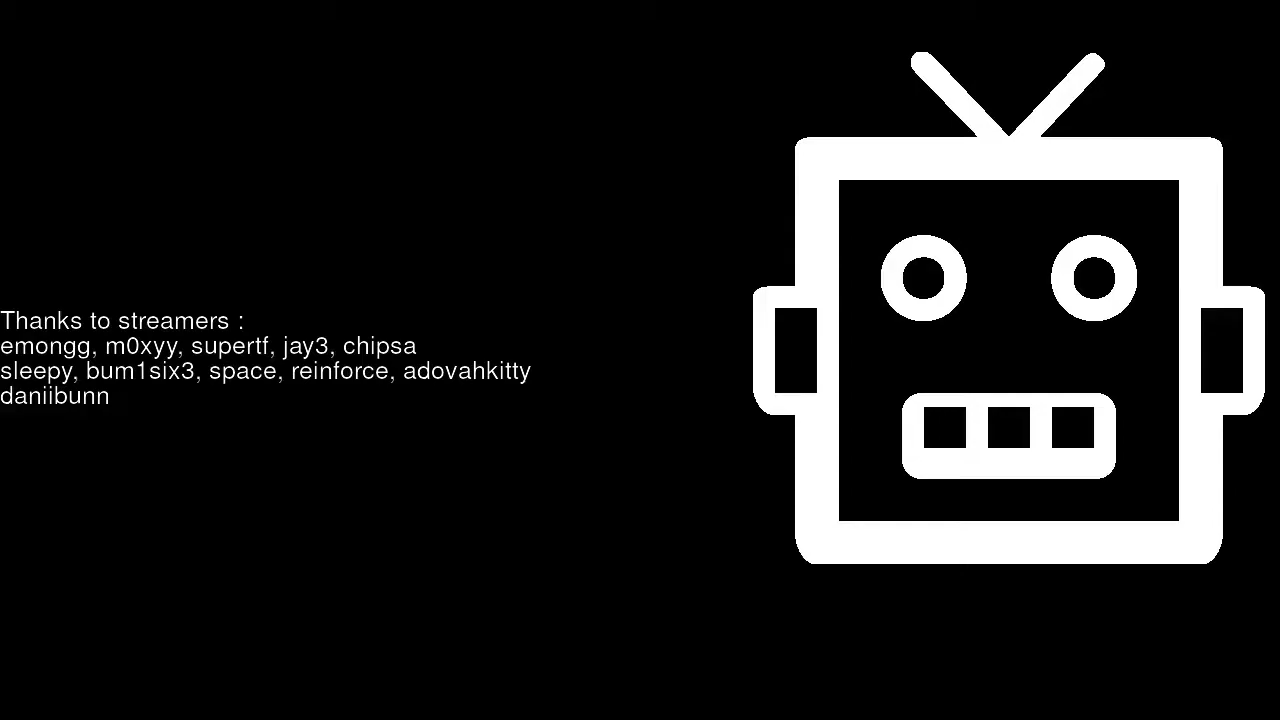 Thanks to streamers :
emongg, m0xyy, supertf, jay3, chipsa
sleepy, bum1six3, space, reinforce, adovahkitty
daniibunn